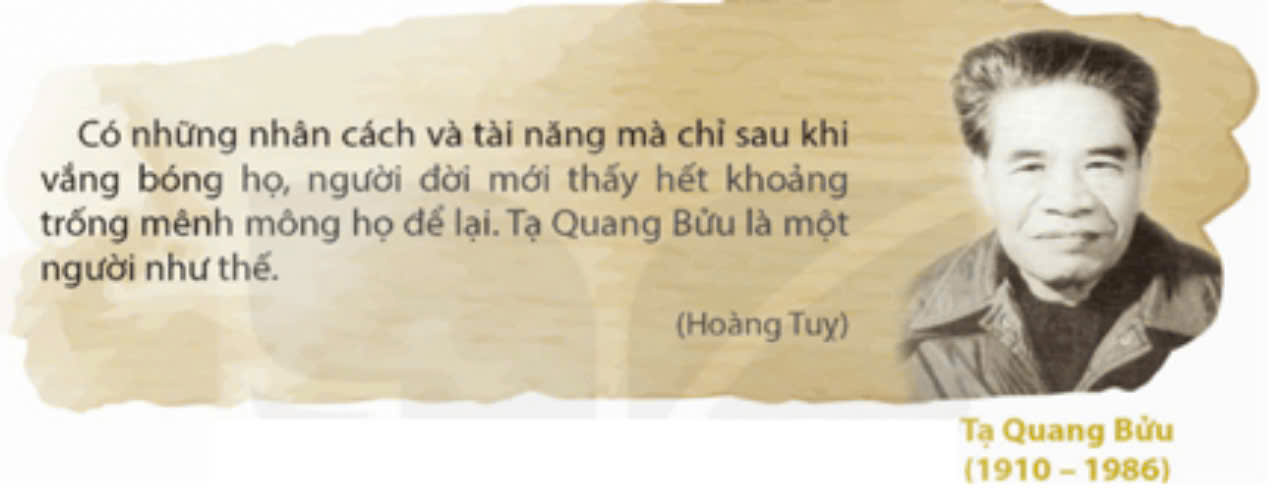 Có những nhân cách và tài năng mà chỉ sau khi
vắng bóng họ, người đời mới thấy hết khoảng
trống mênh mông họ để lại. Tạ Quang Bửu là một
người như thế.
(Hoàng Tuỵ)
Tạ Quang Bửu
(1910 – 1986)